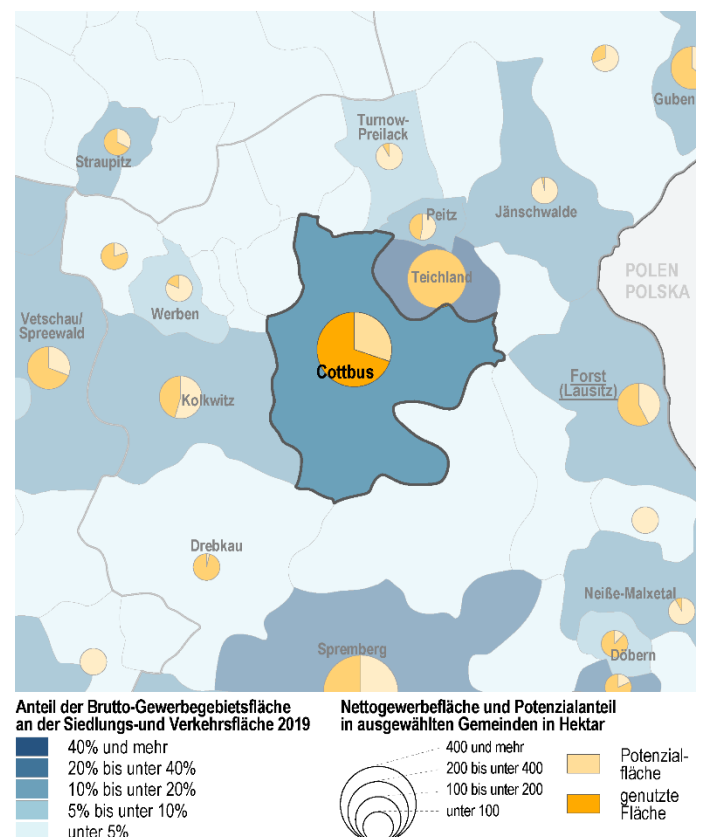 Guben
Turnow-
Preilack
Straupitz
Peitz
Jänschwalde
Teichland
POLEN
POLSKA
Werben
Vetschau/
Spreewald
Cottbus
Forst
(Lausitz)
Kolkwitz
Drebkau
Neiße-Malxetal
Döbern
Spremberg
Anteil der Brutto-Gewerbegebietsfläche
an der Siedlungs-und Verkehrsfläche 2019
40% und mehr
20% bis unter 40%
10% bis unter 20%
5% bis unter 10%
unter 5%
Nettogewerbefläche und Potenzialanteil
in ausgewählten Gemeinden in Hektar
400 und mehr
200 bis unter 400
100 bis unter 200
unter 100
Potenzial-
fläche
genutzte
Fläche